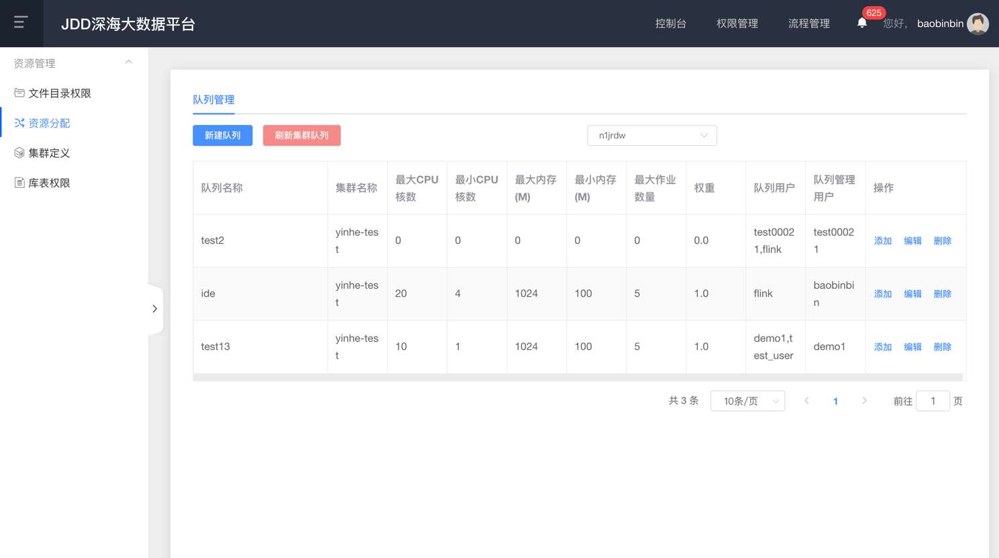 JDD深海大数据平台
控制台 权限管理 流程管理 625 您好， baobinbin
资源管理
文件目录权限
资源分配
集群定义
库表权限
队列管理
新建队列 刷新集群队列 n1jrdw
队列名称 集群名称 最大CPU核数 最小CPU核数 最大内存(M) 最小内存(M) 最大作业数量 权重 队列用户 队列管理用户 操作
test2 yinhe-test 0 0 0 0 0 0.0 test00021,flink test00021 添加 编辑 删除
ide yinhe-test 20 4 1024 100 5 1.0 flink baobinbin 添加 编辑 删除
test13 yinhe-test 10 1 1024 100 5 1.0 demo1,test_user demo1 添加 编辑 删除
共 3 条 10条/页 1 前往 1 页